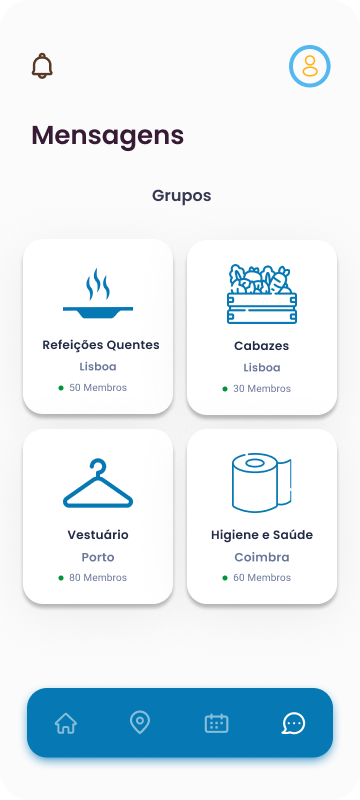 Mensagens
Grupos
Refeições Quentes
Lisboa
50 Membros
Cabazes
Lisboa
30 Membros
Vestuário
Porto
80 Membros
Higiene e Saúde
Coimbra
60 Membros